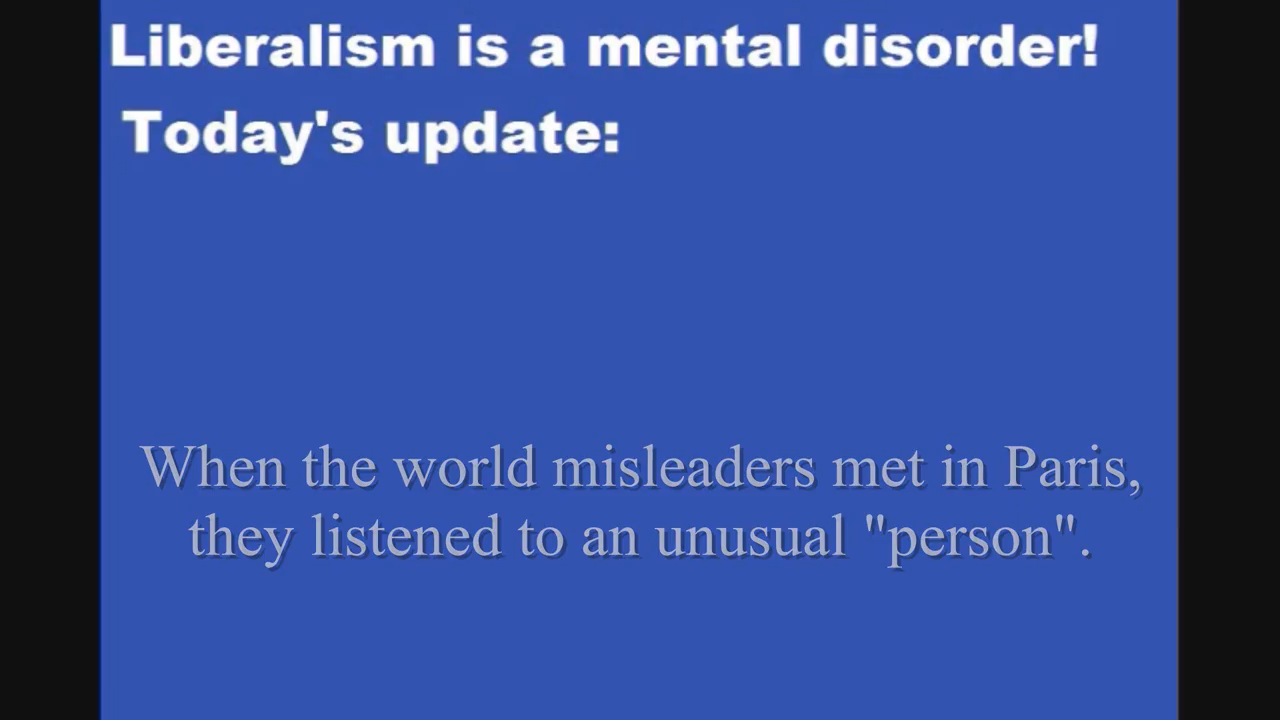 Liberalism is a mental disorder!
Today's update:
When the world misleaders met in Paris,
they listened to an unusual "person".